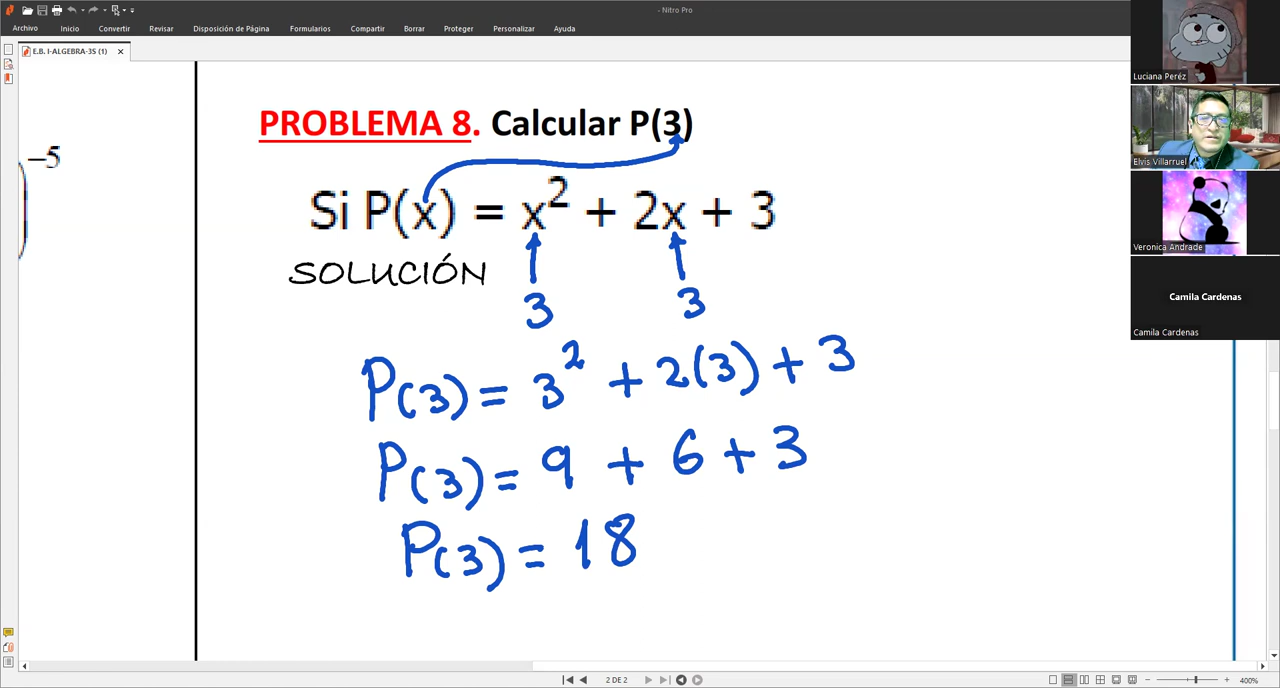 - Nitro Pro
Archivo Inicio Convertir Revisar Disposición de Página Formularios Compartir Borrar Proteger Personalizar Ayuda
E.B. I-ALGEBRA-3S (1)
–5
PROBLEMA 8. Calcular P(3)
Si P(x) = x² + 2x + 3
SOLUCIÓN
3 3
P(3) = 3² + 2(3) + 3
P(3) = 9 + 6 + 3
P(3) = 18
Luciana Peréz
Elvis Villarruel
Veronica Andrade
Camila Cardenas
Camila Cardenas
2 DE 2
400%